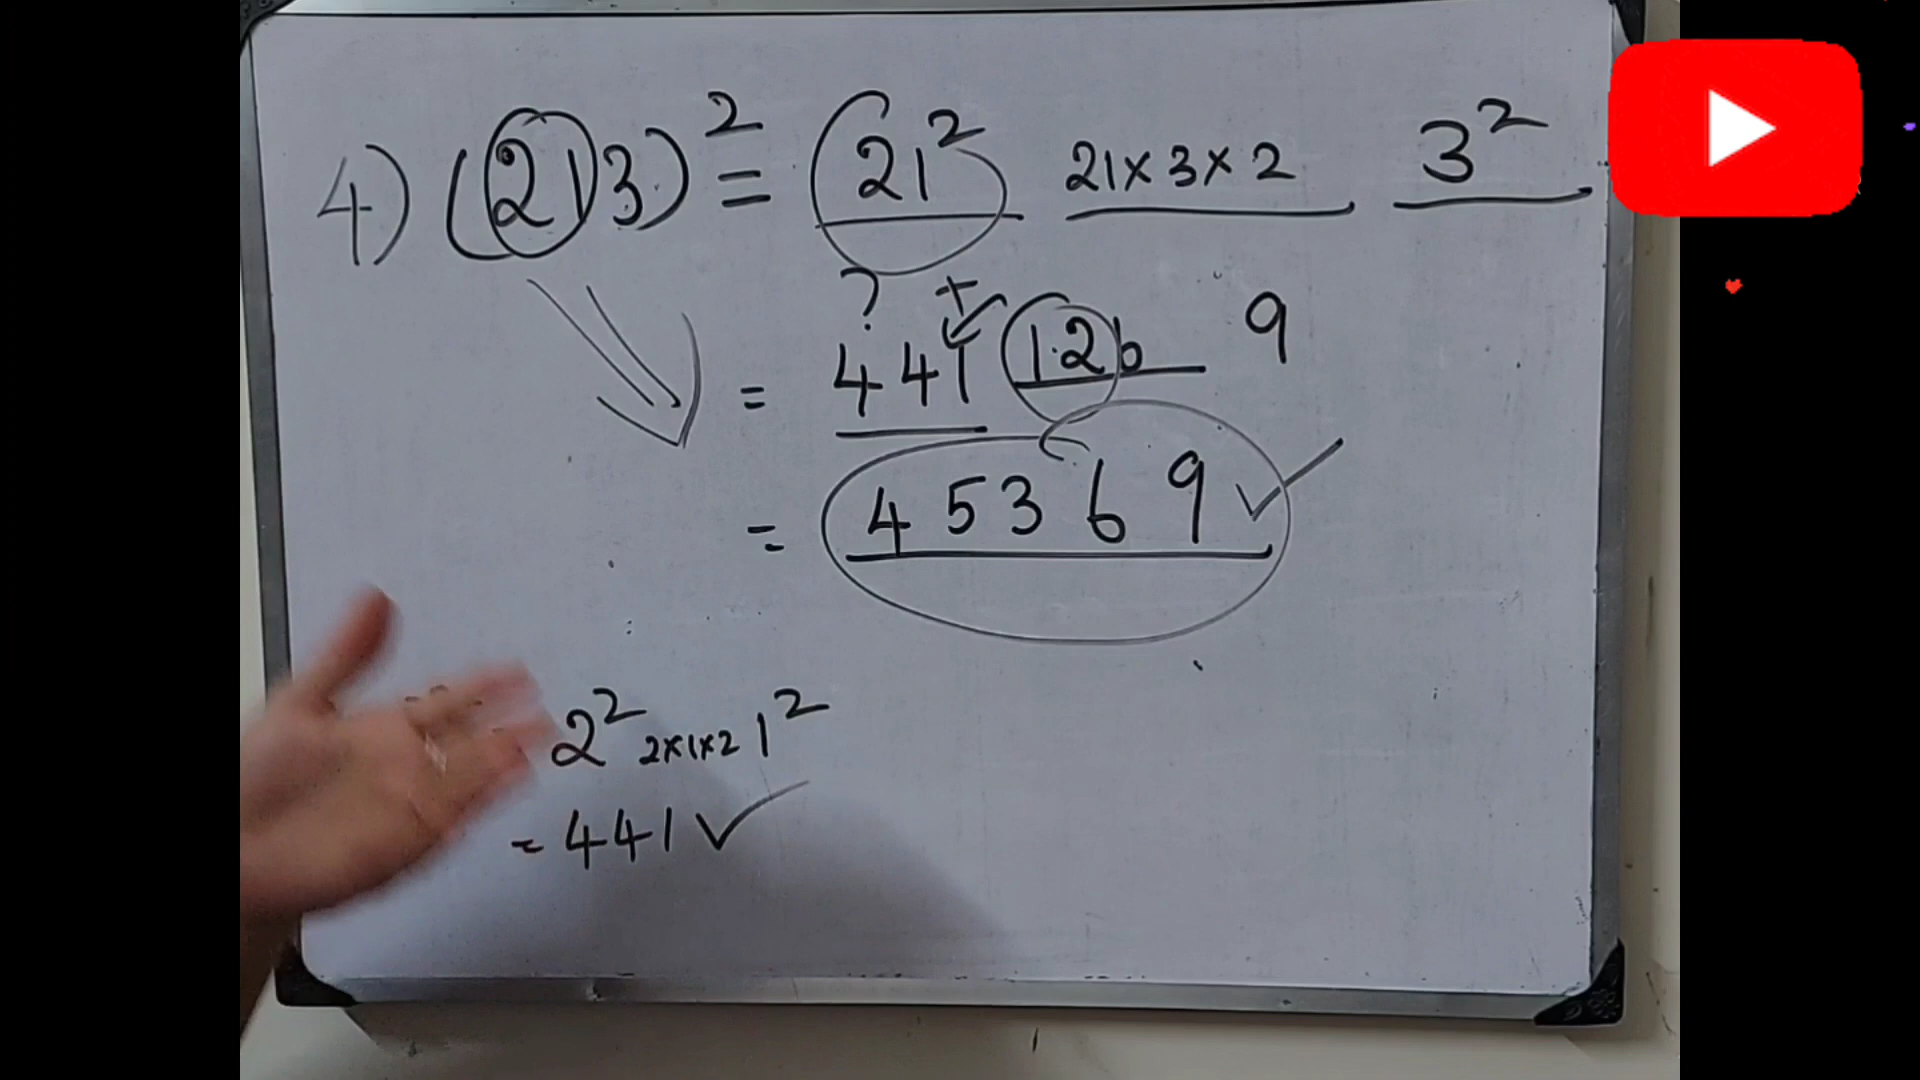 4) (213)² = 21² 21×3×2 3²
? +
= 441 126 9
= 45369 ✓
2² 2×1×2 1²
= 441 ✓